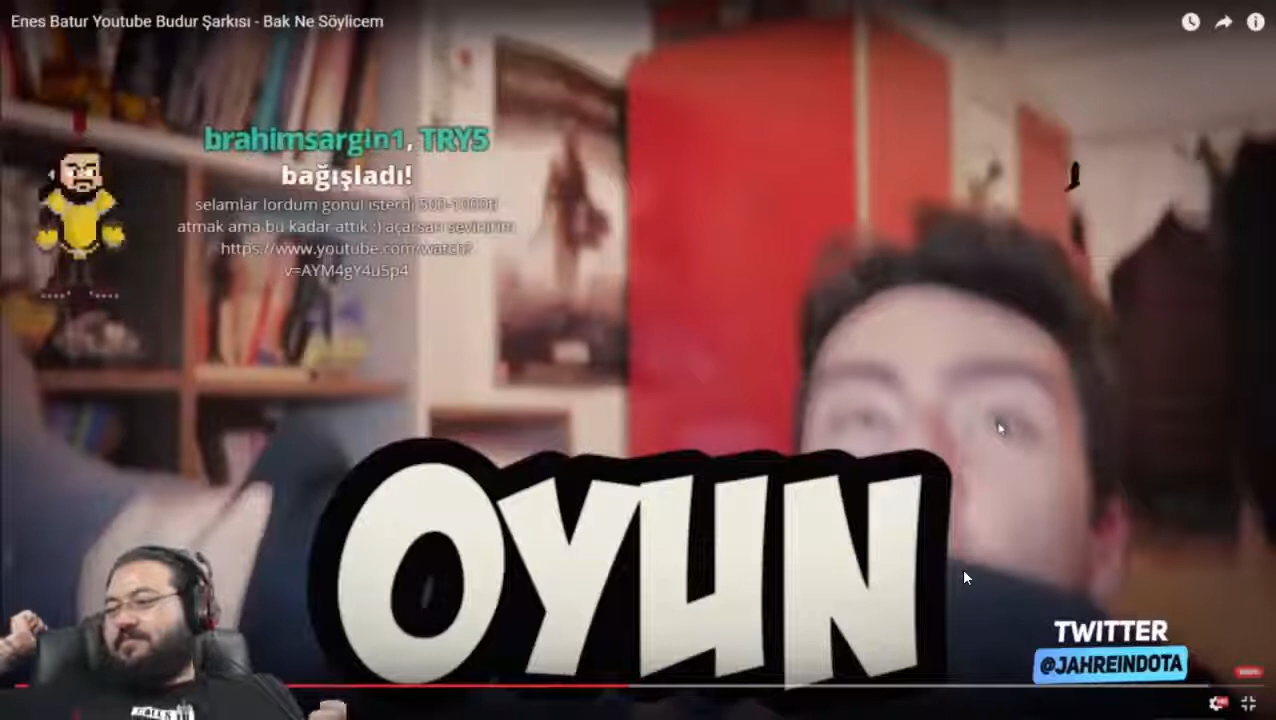 Enes Batur Youtube Budur Şarkısı - Bak Ne Söylicem
brahimsargin1, TRY5
bağışladı!
selamlar lordum gonul isterdi 500-1000tl
atmak ama bu kadar attik :) açarsan sevinirim
https://www.youtube.com/watch?
v=AYM4gY4u5p4
OYUN
TWITTER
@JAHREINDOTA